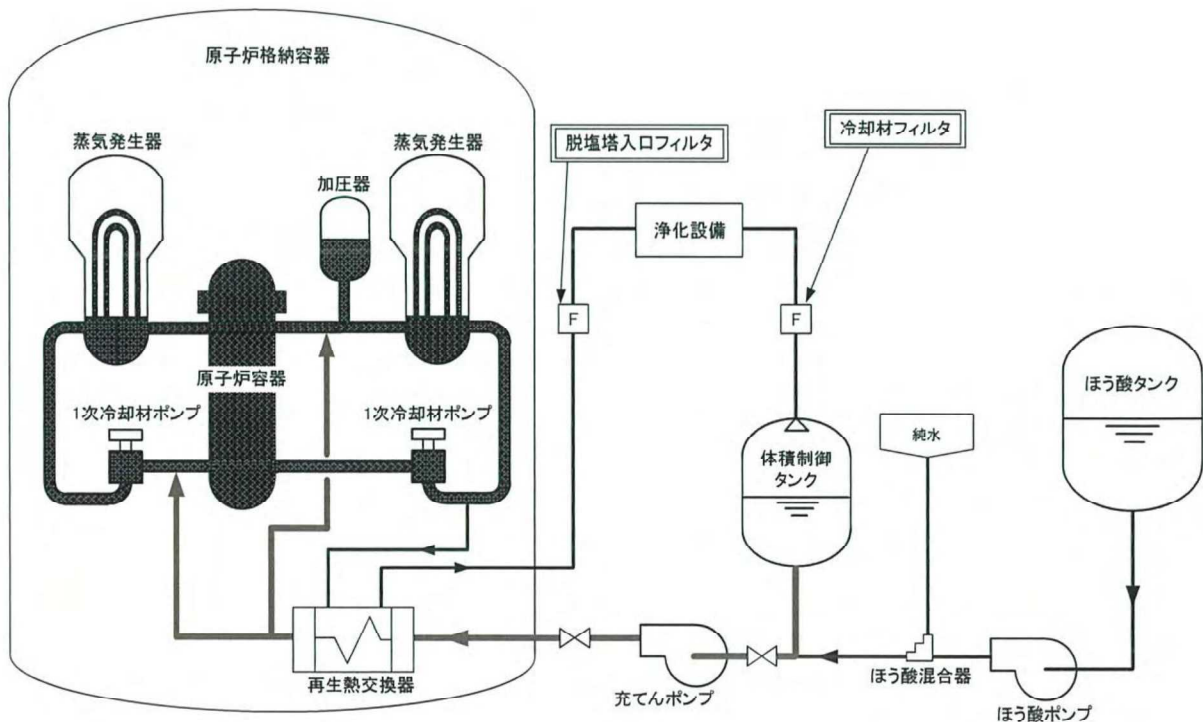 原子炉格納容器
蒸気発生器
加圧器
蒸気発生器
脱塩塔入口フィルタ
冷却材フィルタ
浄化設備
F
F
原子炉容器
1次冷却材ポンプ
1次冷却材ポンプ
体積制御
タンク
純水
ほう酸タンク
再生熱交換器
充てんポンプ
ほう酸混合器
ほう酸ポンプ